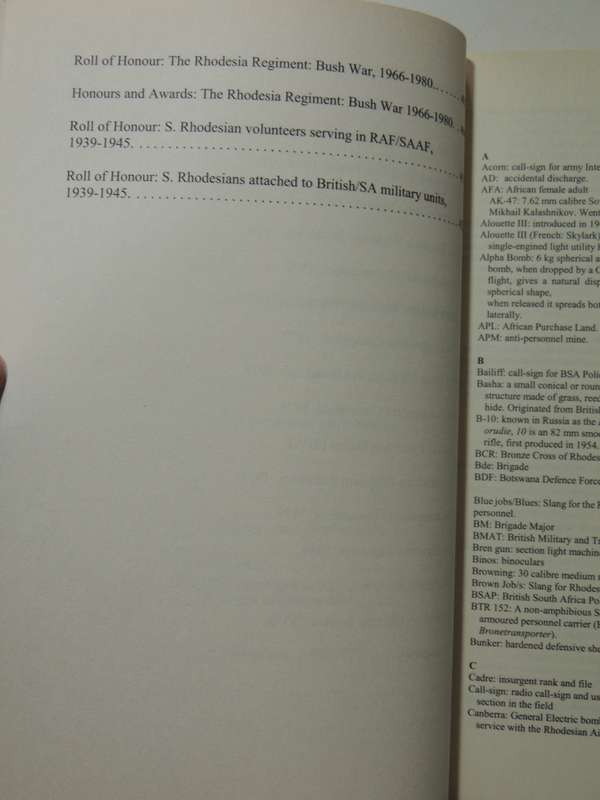 Roll of Honour: The Rhodesia Regiment: Bush War, 1966-1980. . . . . .
Honours and Awards: The Rhodesia Regiment: Bush War 1966-1980. . .
Roll of Honour: S. Rhodesian volunteers serving in RAF/SAAF,
1939-1945. . . . . . . . . . . . . . . . . . . . . . . . . . . . . . . . . . . . . . . . . . . . . . .
Roll of Honour: S. Rhodesians attached to British/SA military units,
1939-1945. . . . . . . . . . . . . . . . . . . . . . . . . . . . . . . . . . . . . . . . . . . . . . .
A
Acorn: call-sign for army
AD: accidental discharge.
AFA: African female adult
AK-47: 7.62 mm calibre
Mikhail Kalashnikov. Went
Alouette II: introduced in
Alouette III (French: Skylark)
single-engined light utility
Alpha Bomb: 6 kg spherical
bomb, when dropped by a
flight, gives a natural
spherical shape,
when released it spreads
laterally.
APL: African Purchase Land.
APM: anti-personnel mine.
B
Bailiff: call-sign for BSA
Basha: a small conical or
structure made of grass,
hide. Originated from
B-10: known in Russia as the
orudie, 10 is an 82 mm
rifle, first produced in 1954.
BCR: Bronze Cross of
Bde: Brigade
BDF: Botswana Defence
Blue jobs/Blues: Slang for the
personnel.
BM: Brigade Major
BMAT: British Military and
Bren gun: section light
Binos: binoculars
Browning: 30 calibre medium
Brown Job/s: Slang for
BSAP: British South Africa
BTR 152: A non-amphibious
armoured personnel carrier
Bronetransporter).
Bunker: hardened defensive
C
Cadre: insurgent rank and file
Call-sign: radio call-sign and
section in the field
Canberra: General Electric
service with the Rhodesian